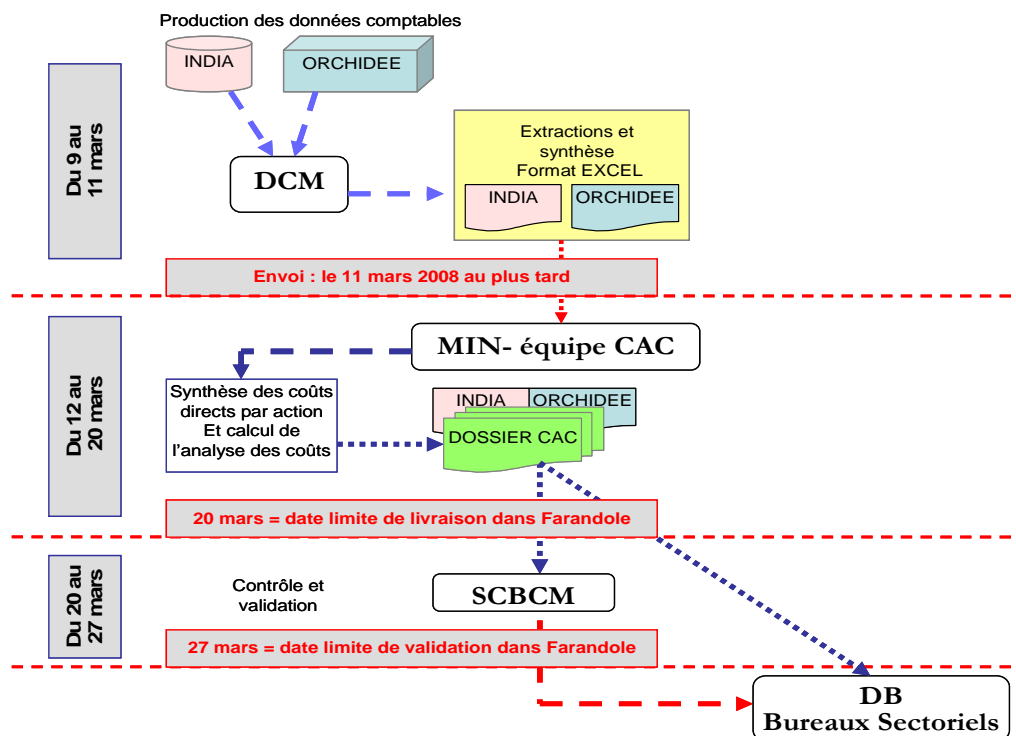 Production des données comptables
INDIA
ORCHIDEE
Du 9 au
11 mars
DCM
Extractions et
synthèse
Format EXCEL
INDIA
ORCHIDEE
Envoi : le 11 mars 2008 au plus tard
Du 12 au
20 mars
MIN- équipe CAC
Synthèse des coûts
directs par action
Et calcul de
l’analyse des coûts
INDIA
ORCHIDEE
DOSSIER CAC
20 mars = date limite de livraison dans Farandole
Du 20 au
27 mars
Contrôle et
validation
SCBCM
27 mars = date limite de validation dans Farandole
DB
Bureaux Sectoriels